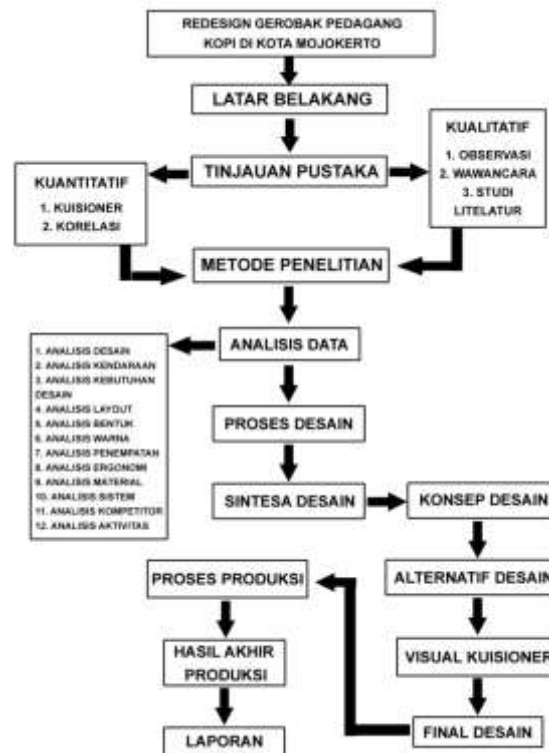 REDESIGN GEROBAK PEDAGANG
KOPI DI KOTA MOJOKERTO
LATAR BELAKANG
TINJAUAN PUSTAKA
KUALITATIF
1. OBSERVASI
2. WAWANCARA
3. STUDI
LITELATUR
KUANTITATIF
1. KUISIONER
2. KORELASI
METODE PENELITIAN
ANALISIS DATA
1. ANALISIS DESAIN
2. ANALISIS KENDARAAN
3. ANALISIS KEBUTUHAN
DESAIN
4. ANALISIS LAYOUT
5. ANALISIS BENTUK
6. ANALISIS WARNA
7. ANALISIS PENEMPATAN
8. ANALISIS ERGONOMI
9. ANALISIS MATERIAL
10. ANALISIS SISTEM
11. ANALISIS KOMPETITOR
12. ANALISIS AKTIVITAS
PROSES DESAIN
SINTESA DESAIN
KONSEP DESAIN
ALTERNATIF DESAIN
VISUAL KUISIONER
FINAL DESAIN
PROSES PRODUKSI
HASIL AKHIR
PRODUKSI
LAPORAN